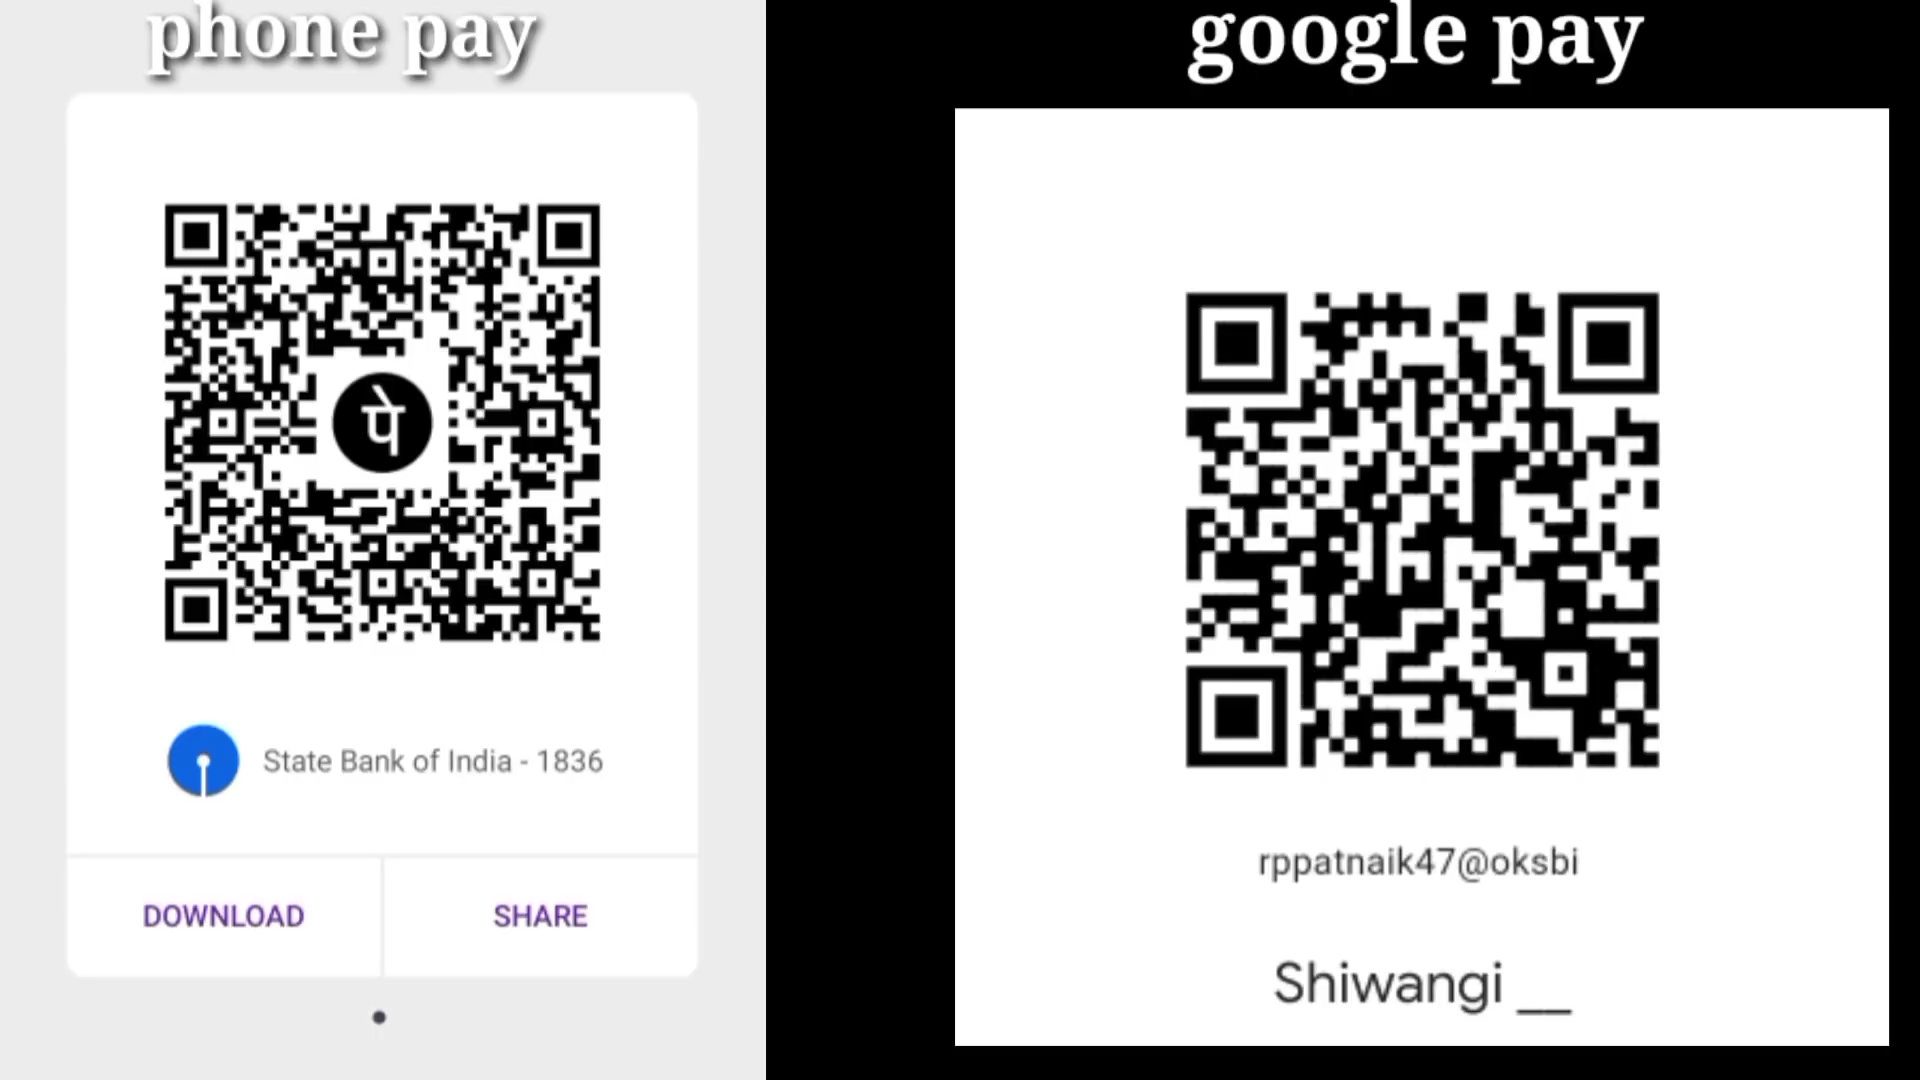 phone pay
पे
State Bank of India - 1836
DOWNLOAD
SHARE
google pay
rppatnaik47@oksbi
Shiwangi __